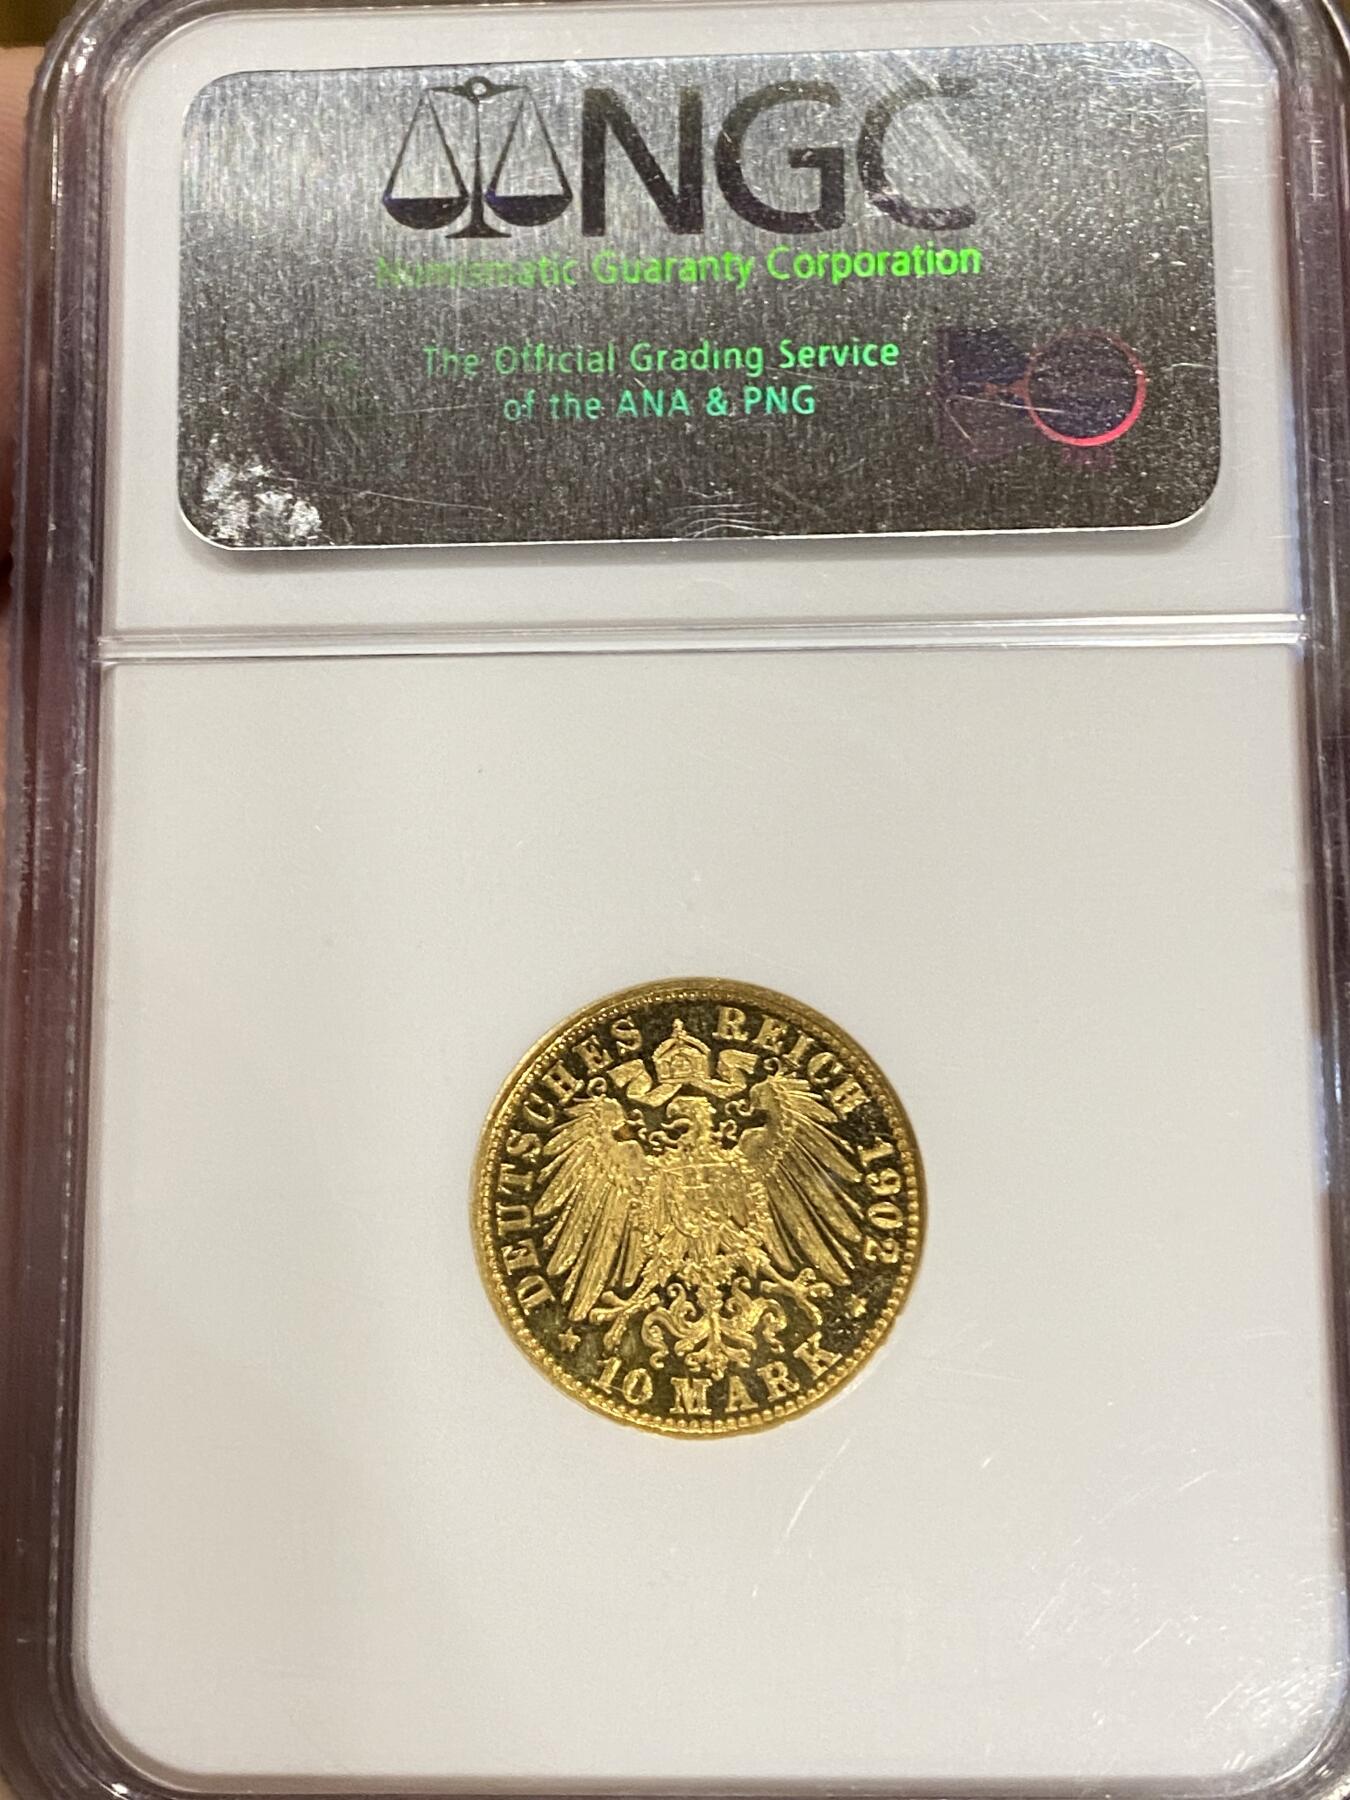 NGC
Numismatic Guaranty Corporation
The Official Grading Service
of the ANA & PNG
DEUTSCHES REICH 1902
* 10 MARK *